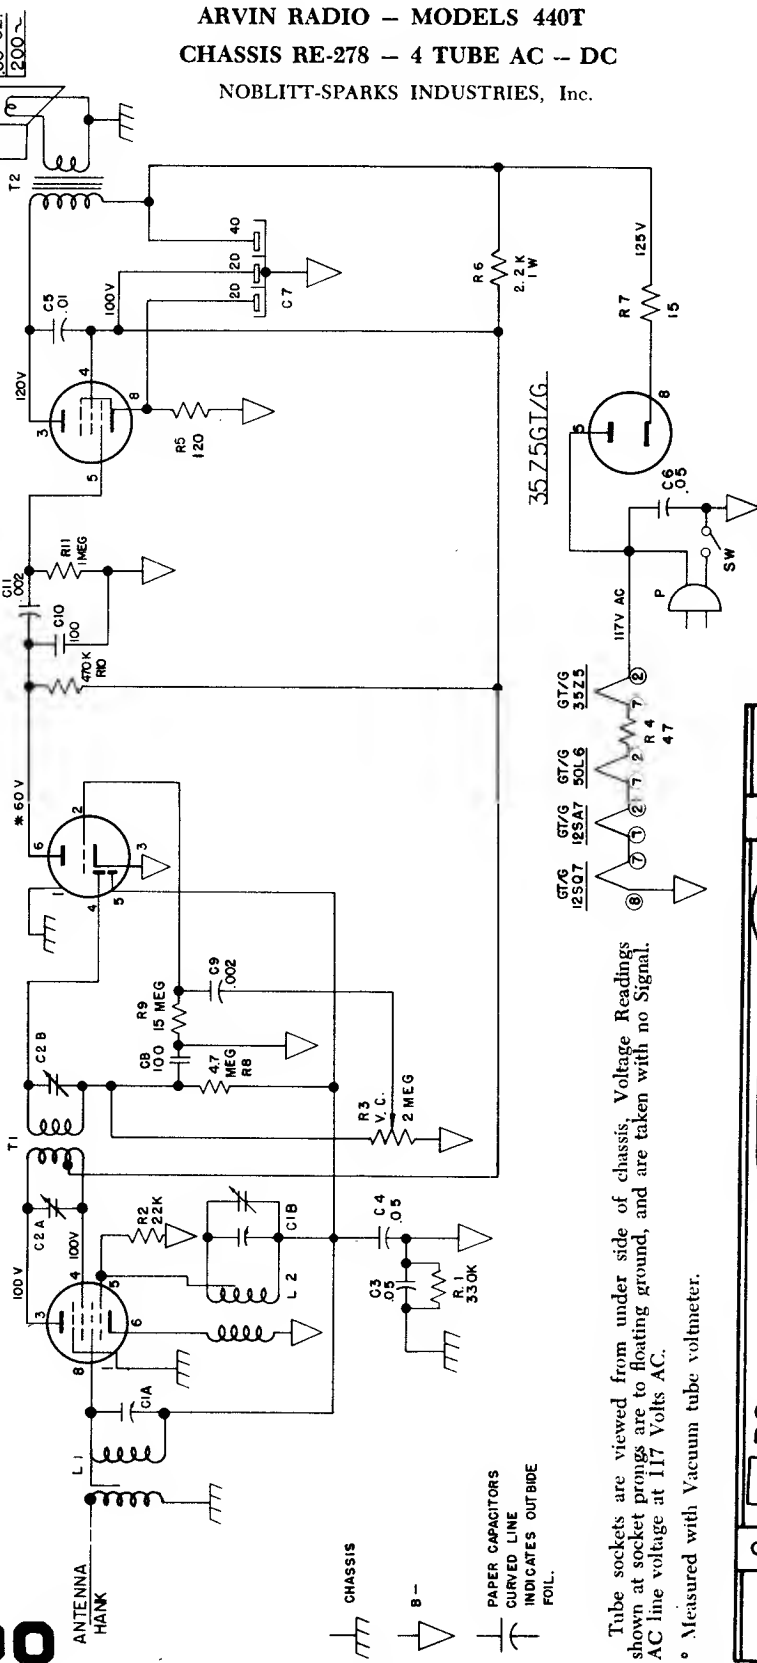 ARVIN RADIO — MODELS 440T
CHASSIS RE-278 — 4 TUBE AC -- DC
NOBLITT-SPARKS INDUSTRIES, Inc.
200~
ANTENNA
HANK
L1
C1A
8
3
4
5
6
1
100V
100V
C2A
T1
C2B
R2
22K
L2
C1B
C3
.05
R.1
330K
C4
.05
R3
V.C.
2 MEG
4.7
MEG
R8
C8
100
R9
15 MEG
C9
.002
1
4
5
6
2
3
* 60V
470K
R10
C10
100
C11
.002
R11
1MEG
5
3
4
8
120V
C5
.01
100V
R5
120
T2
20
20
40
C7
R6
2.2K
1W
125V
R7
15
35Z5GT/G
5
8
C6
.05
SW
P
117V AC
GT/G
35Z5
GT/G
50L6
GT/G
12SA7
GT/G
12SQ7
2
7
R4
47
2
7
2
7
7
8
CHASSIS
B-
PAPER CAPACITORS
CURVED LINE
INDICATES OUTBIDE
FOIL.
Tube sockets are viewed from under side of chassis, Voltage Readings
shown at socket prongs are to floating ground, and are taken with no Signal.
AC line voltage at 117 Volts AC.
° Measured with Vacuum tube voltmeter.